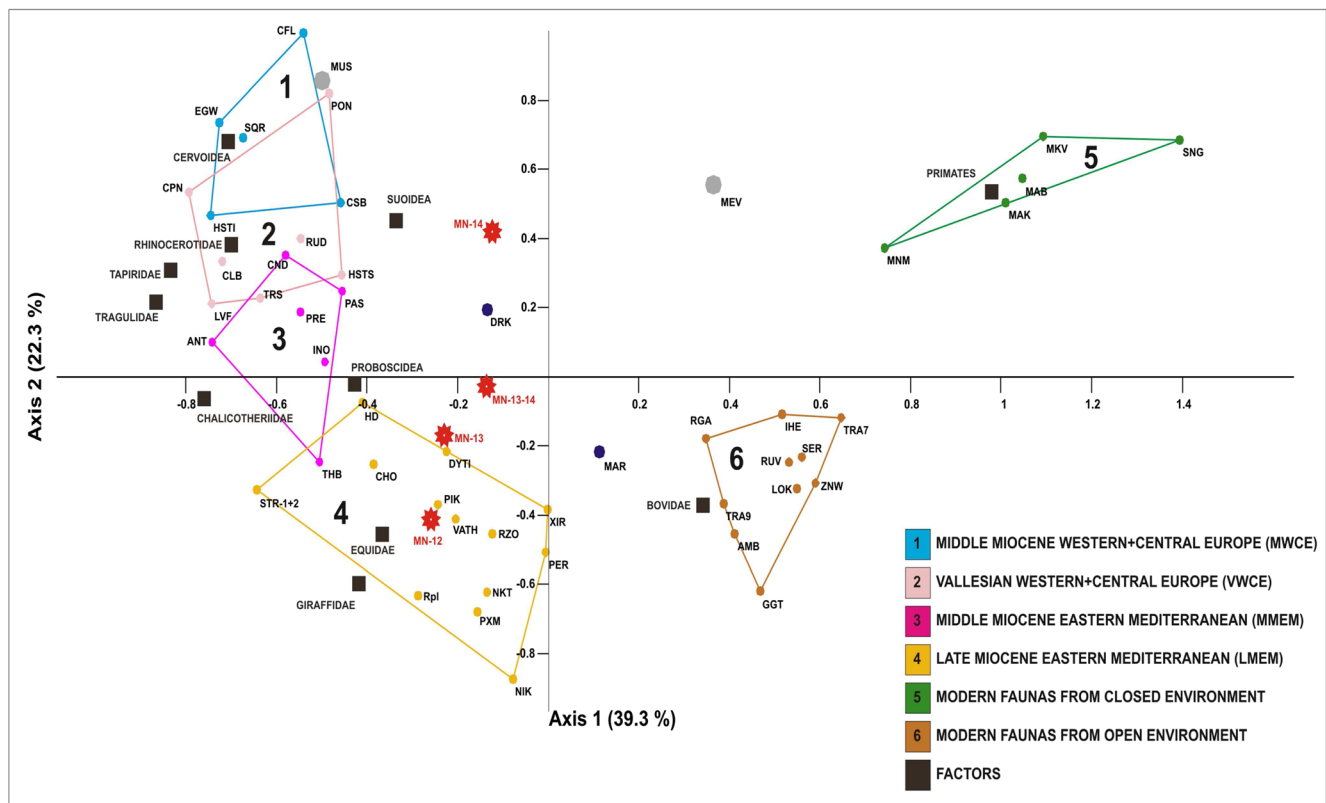 CFL
MUS
1
PON
0.8
EGW
SQR
CERVOIDEA
MKV
5
SNG
0.6
CPN
PRIMATES
MAB
MEV
MAK
CSB
SUOIDEA
HSTI
MN-14
0.4
2
RUD
RHINOCEROTIDAE
CND
MNM
TAPIRIDAE
CLB
HSTS
TRS
PAS
TRAGULIDAE
LVF
0.2
PRE
DRK
3
ANT
INO
PROBOSCIDEA
-0.8
-0.6
-0.4
-0.2
0.2
0.4
0.6
0.8
1
1.2
1.4
MN-13-14
CHALICOTHERIIDAE
HD
RGA
IHE
TRA7
MN-13
-0.2
DYTI
MAR
6
SER
RUV
THB
CHO
STR-1+2
PIK
LOK
ZNW
4
BOVIDAE
TRA9
-0.4
XIR
VATH
RZO
MN-12
EQUIDAE
AMB
PER
GIRAFFIDAE
Rpl
NKT
-0.6
GGT
PXM
-0.8
NIK
Axis 1 (39.3 %)
Axis 2 (22.3 %)
1 MIDDLE MIOCENE WESTERN+CENTRAL EUROPE (MWCE)
2 VALLESIAN WESTERN+CENTRAL EUROPE (VWCE)
3 MIDDLE MIOCENE EASTERN MEDITERRANEAN (MMEM)
4 LATE MIOCENE EASTERN MEDITERRANEAN (LMEM)
5 MODERN FAUNAS FROM CLOSED ENVIRONMENT
6 MODERN FAUNAS FROM OPEN ENVIRONMENT
FACTORS